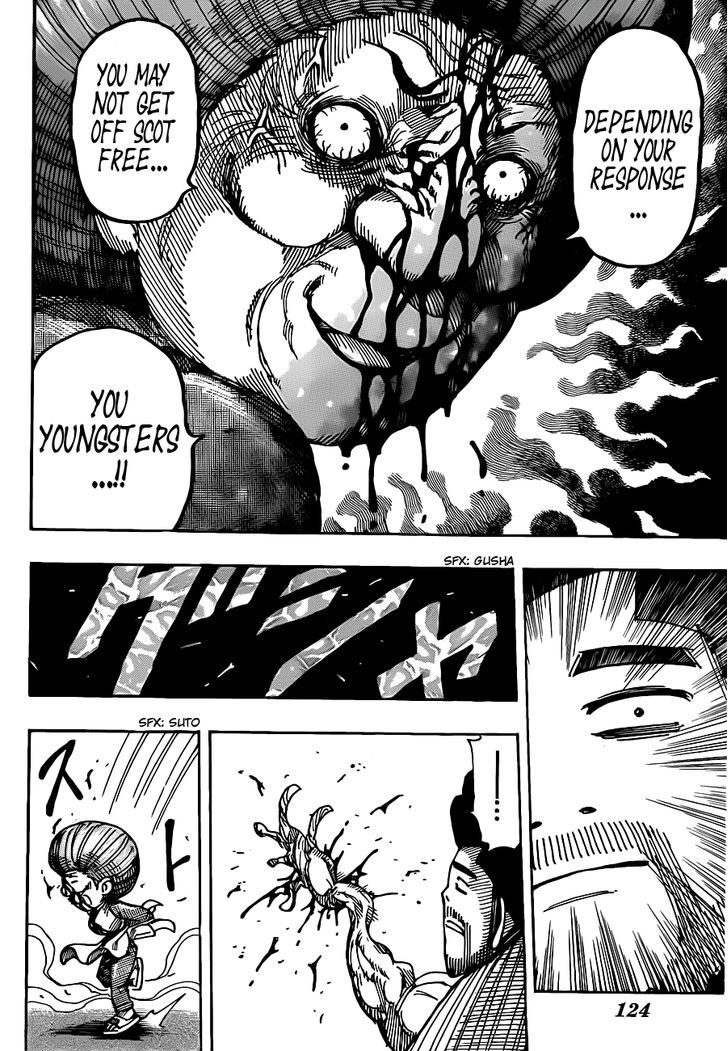 DEPENDING
ON YOUR
RESPONSE
...
YOU MAY
NOT GET
OFF SCOT
FREE...
YOU
YOUNGSTERS
...!!
SFX: GUSHA
グシャ
......
SFX: SUTO
スト
124